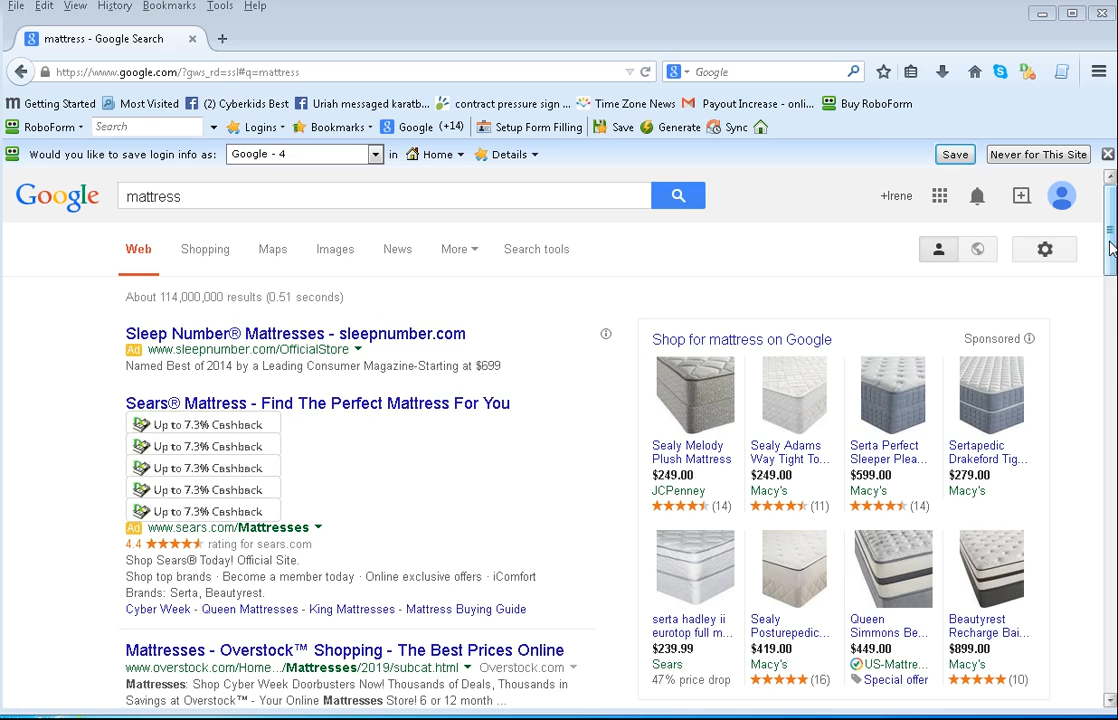 File Edit View History Bookmarks Tools Help
mattress - Google Search
https://www.google.com/?gws_rd=ssl#q=mattress
Google
Getting Started Most Visited (2) Cyberkids Best Uriah messaged karatb... contract pressure sign ... Time Zone News Payout Increase - onli... Buy RoboForm
RoboForm Search Logins Bookmarks Google (+14) Setup Form Filling Save Generate Sync
Would you like to save login info as: Google - 4 in Home Details Save Never for This Site
Google mattress +Irene
Web Shopping Maps Images News More Search tools
About 114,000,000 results (0.51 seconds)
Sleep Number® Mattresses - sleepnumber.com
Ad www.sleepnumber.com/OfficialStore
Named Best of 2014 by a Leading Consumer Magazine-Starting at $699
Sears® Mattress - Find The Perfect Mattress For You
Up to 7.3% Cashback
Up to 7.3% Cashback
Up to 7.3% Cashback
Up to 7.3% Cashback
Up to 7.3% Cashback
Ad www.sears.com/Mattresses
4.4 rating for sears.com
Shop Sears® Today! Official Site.
Shop top brands · Become a member today · Online exclusive offers · iComfort
Brands: Serta, Beautyrest.
Cyber Week - Queen Mattresses - King Mattresses - Mattress Buying Guide
Mattresses - Overstock™ Shopping - The Best Prices Online
www.overstock.com/Home.../Mattresses/2019/subcat.html Overstock.com
Mattresses: Shop Cyber Week Doorbusters Now! Thousands of Deals, Thousands in
Savings at Overstock™ - Your Online Mattresses Store! 6 or 12 month ...
Shop for mattress on Google Sponsored
Sealy Melody
Plush Mattress
$249.00
JCPenney
(14)
Sealy Adams
Way Tight To...
$249.00
Macy's
(11)
Serta Perfect
Sleeper Plea...
$599.00
Macy's
(14)
Sertapedic
Drakeford Tig...
$279.00
Macy's
serta hadley ii
eurotop full m...
$239.99
Sears
47% price drop
Sealy
Posturepedic...
$419.00
Macy's
(16)
Queen
Simmons Be...
$449.00
US-Mattre...
Special offer
Beautyrest
Recharge Bai...
$899.00
Macy's
(10)